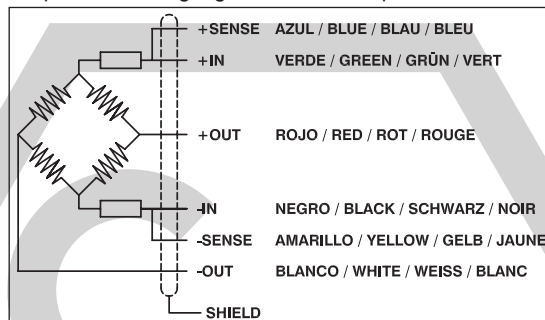 +SENSE AZUL / BLUE / BLAU / BLEU
+IN VERDE / GREEN / GRÜN / VERT
+OUT ROJO / RED / ROT / ROUGE
-IN NEGRO / BLACK / SCHWARZ / NOIR
-SENSE AMARILLO / YELLOW / GELB / JAUNE
-OUT BLANCO / WHITE / WEISS / BLANC
SHIELD